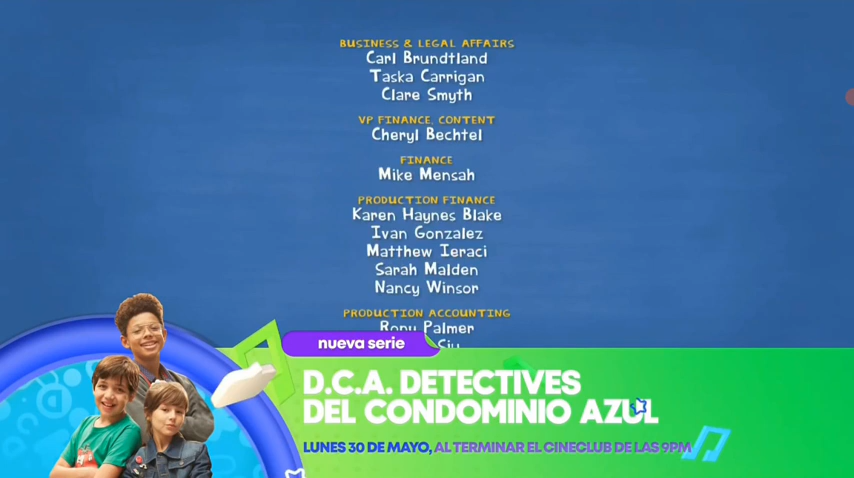 BUSINESS & LEGAL AFFAIRS
Carl Brundtland
Taska Carrigan
Clare Smyth
VP FINANCE, CONTENT
Cheryl Bechtel
FINANCE
Mike Mensah
PRODUCTION FINANCE
Karen Haynes Blake
Ivan Gonzalez
Matthew Ieraci
Sarah Malden
Nancy Winsor
PRODUCTION ACCOUNTING
Palmer
nueva serie
D.C.A. DETECTIVES
DEL CONDOMINIO AZUL
LUNES 30 DE MAYO, AL TERMINAR EL CINECLUB DE LAS 9PM